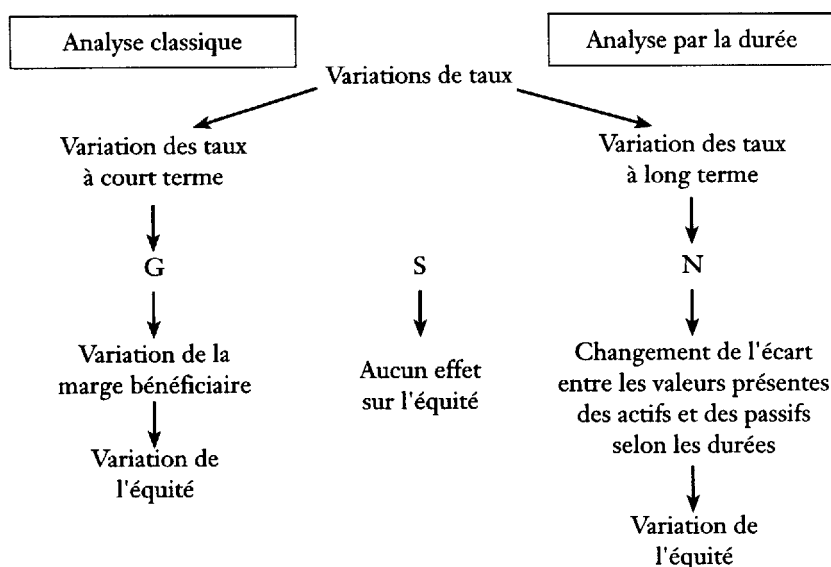 Analyse classique
Analyse par la durée
Variations de taux
Variation des taux
à court terme
Variation des taux
à long terme
G
S
N
Variation de la
marge bénéficiaire
Aucun effet
sur l'équité
Changement de l'écart
entre les valeurs présentes
des actifs et des passifs
selon les durées
Variation de
l'équité
Variation de
l'équité